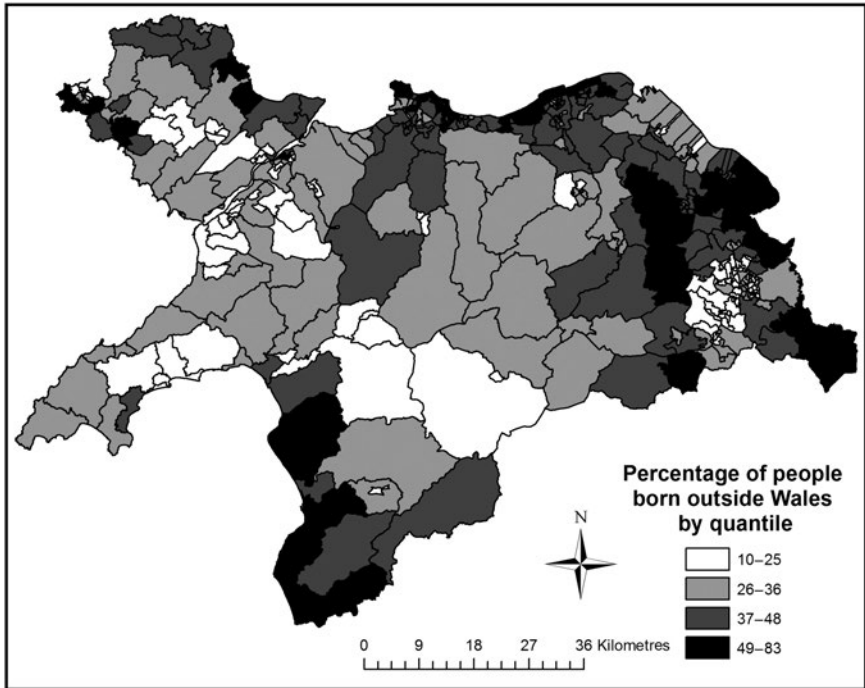 Percentage of people
born outside Wales
by quantile
N
10–25
26–36
37–48
49–83
0 9 18 27 36 Kilometres